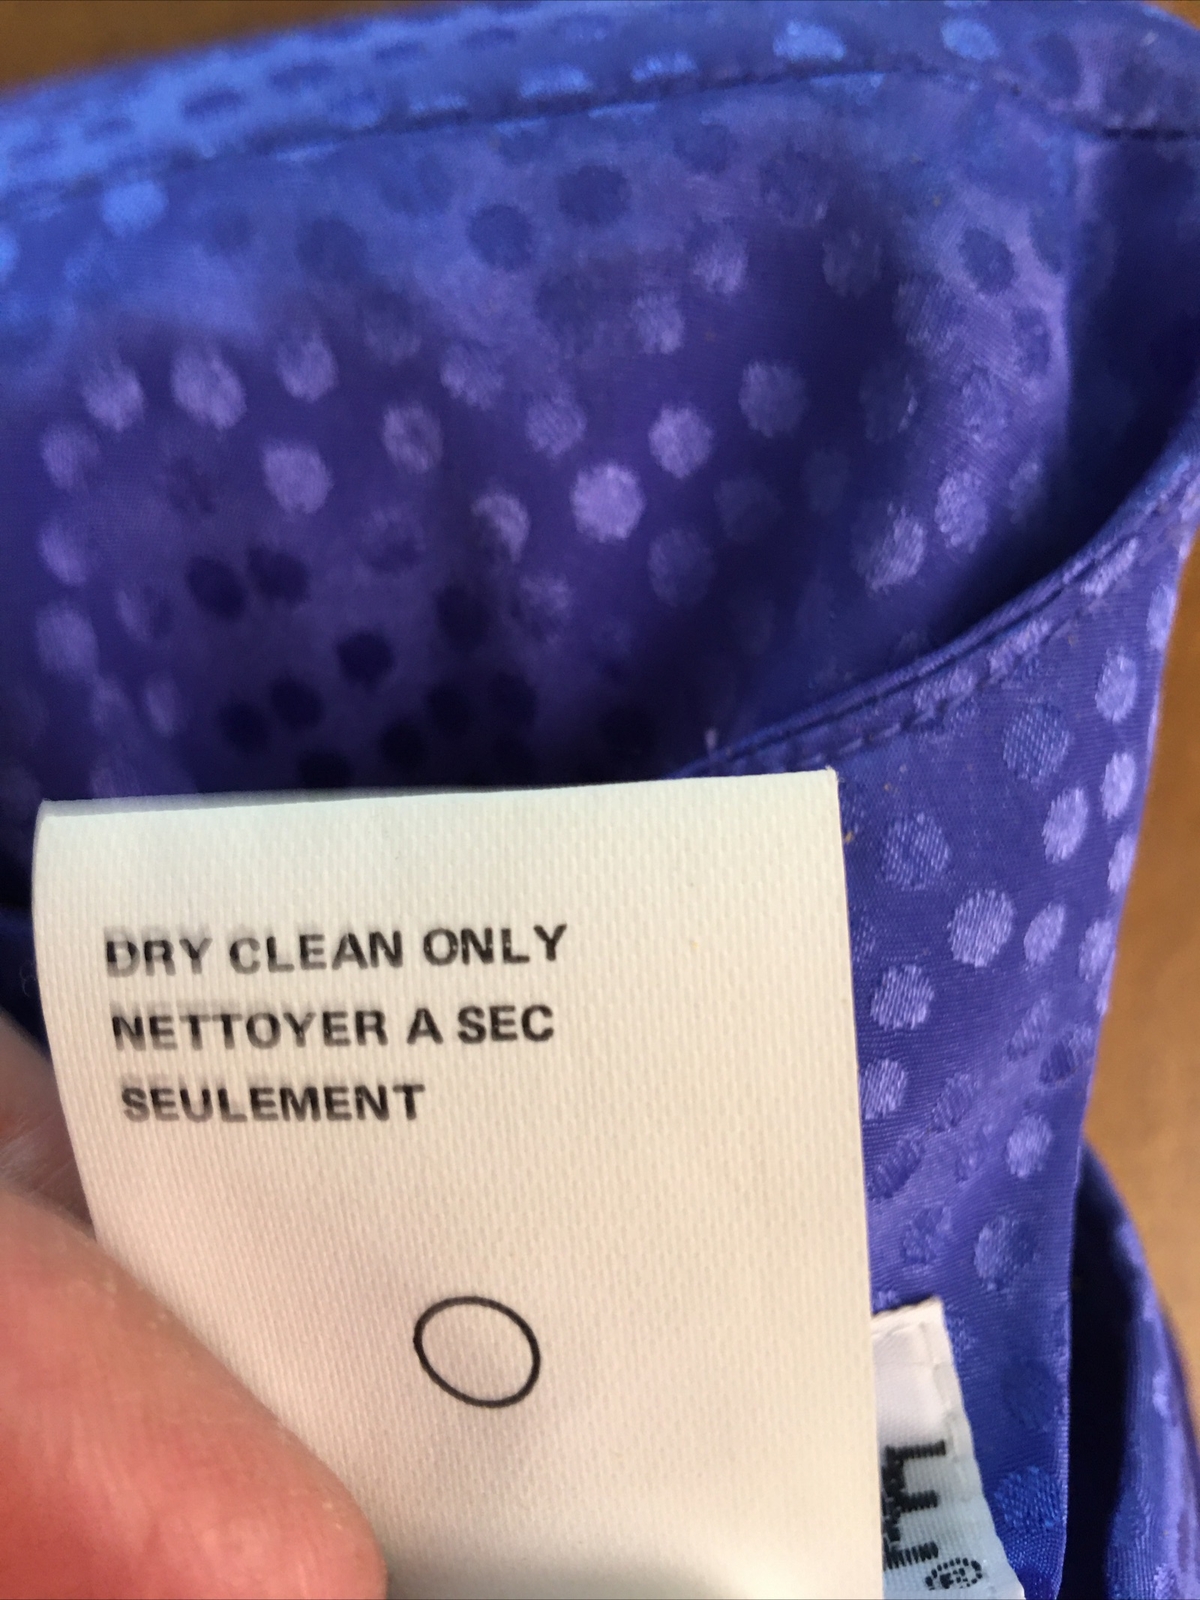 DRY CLEAN ONLY
NETTOYER A SEC
SEULEMENT